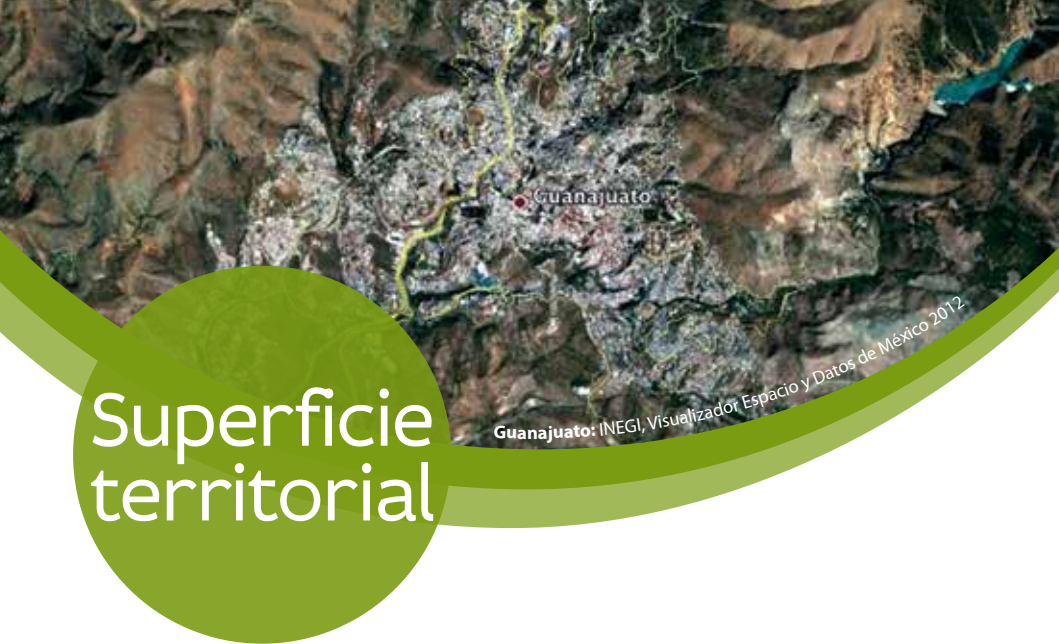 Guanajuato
Guanajuato: INEGI, Visualizador Espacio y Datos de México 2012
Superficie
territorial